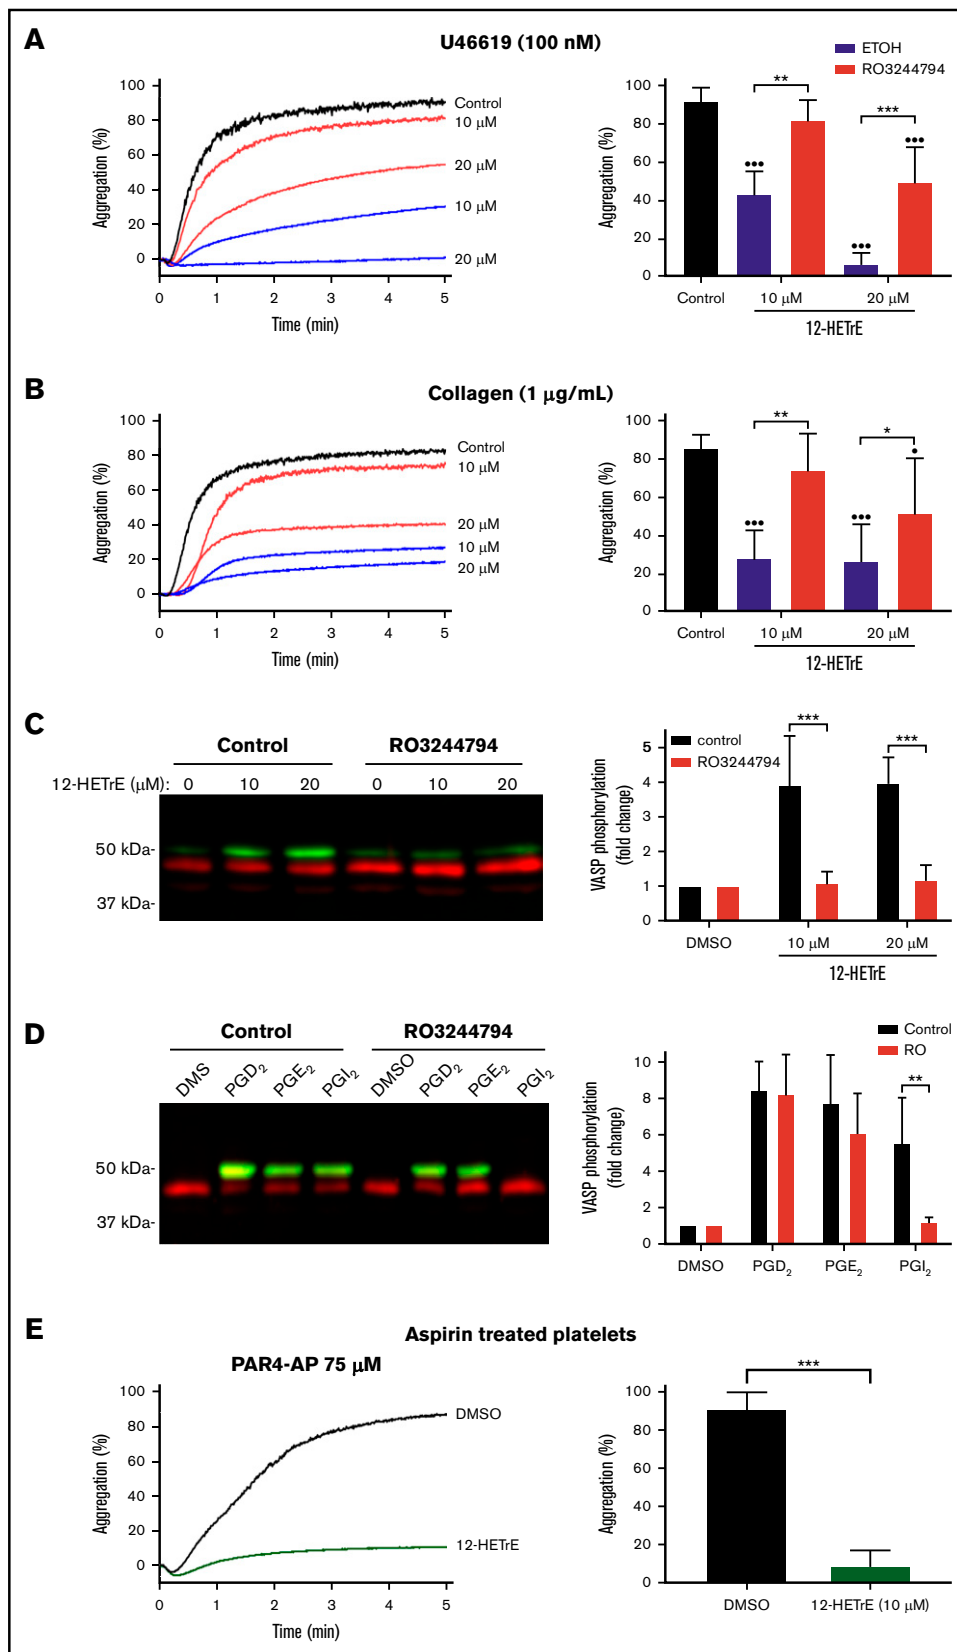 A
U46619 (100 nM)
ETOH
RO3244794
Aggregation (%)
100
80
60
40
20
0
0 1 2 3 4 5
Time (min)
Control
10 μM
20 μM
10 μM
20 μM
Aggregation (%)
100
80
60
40
20
0
** ***
••• ••• •••
Control 10 μM 20 μM
12-HETrE
B
Collagen (1 μg/mL)
Aggregation (%)
100
80
60
40
20
0
0 1 2 3 4 5
Time (min)
Control
10 μM
20 μM
10 μM
20 μM
Aggregation (%)
100
80
60
40
20
0
** *
••• ••• •
Control 10 μM 20 μM
12-HETrE
C
Control RO3244794
12-HETrE (μM): 0 10 20 0 10 20
50 kDa-
37 kDa-
control
RO3244794
VASP phosphorylation
(fold change)
5
4
3
2
1
0
*** ***
DMSO 10 μM 20 μM
12-HETrE
D
Control RO3244794
DMS PGD2 PGE2 PGI2 DMSO PGD2 PGE2 PGI2
50 kDa-
37 kDa-
Control
RO
VASP phosphorylation
(fold change)
10
8
6
4
2
0
**
DMSO PGD2 PGE2 PGI2
E
Aspirin treated platelets
PAR4-AP 75 μM
Aggregation (%)
100
80
60
40
20
0
0 1 2 3 4 5
Time (min)
DMSO
12-HETrE
Aggregation (%)
100
80
60
40
20
0
***
DMSO 12-HETrE (10 μM)